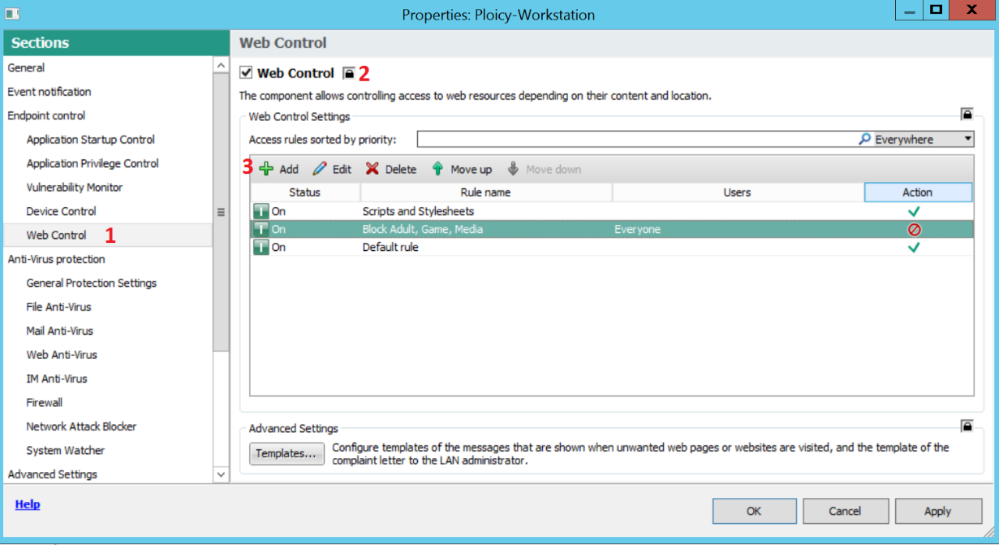 Properties: Ploicy-Workstation
Sections
General
Event notification
Endpoint control
Application Startup Control
Application Privilege Control
Vulnerability Monitor
Device Control
Web Control 1
Anti-Virus protection
General Protection Settings
File Anti-Virus
Mail Anti-Virus
Web Anti-Virus
IM Anti-Virus
Firewall
Network Attack Blocker
System Watcher
Advanced Settings
Web Control
Web Control 2
The component allows controlling access to web resources depending on their content and location.
Web Control Settings
Access rules sorted by priority: Everywhere
3 Add Edit Delete Move up Move down
Status Rule name Users Action
On Scripts and Stylesheets
On Block Adult, Game, Media Everyone
On Default rule
Advanced Settings
Templates... Configure templates of the messages that are shown when unwanted web pages or websites are visited, and the template of the
complaint letter to the LAN administrator.
Help
OK Cancel Apply